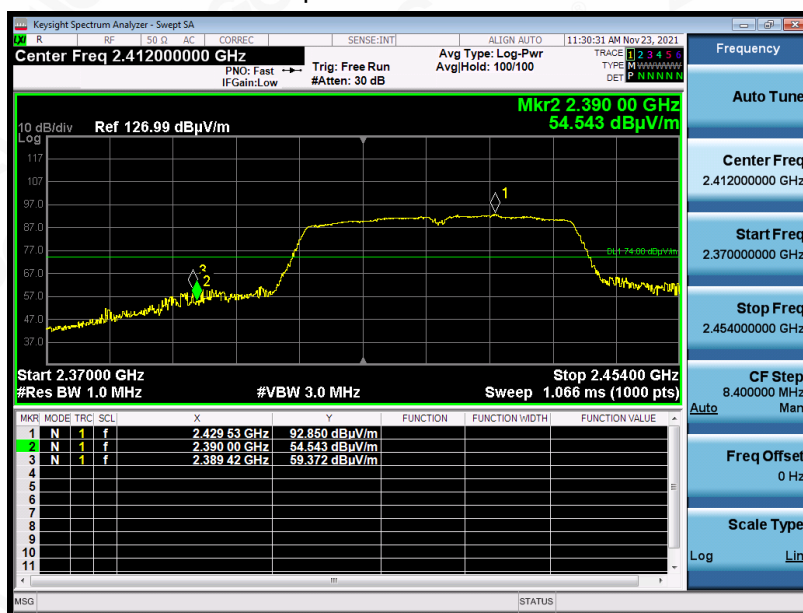 Keysight Spectrum Analyzer - Swept SA
LXI R RF 50 Ω AC CORREC SENSE:INT ALIGN AUTO 11:30:31 AM Nov 23, 2021
Center Freq 2.412000000 GHz
PNO: Fast
IFGain:Low
Trig: Free Run
#Atten: 30 dB
Avg Type: Log-Pwr
Avg|Hold: 100/100
TRACE 1 2 3 4 5 6
TYPE M WWWWW
DET P N N N N N
Mkr2 2.390 00 GHz
54.543 dBµV/m
10 dB/div Ref 126.99 dBµV/m
Log
117
107
97.0
87.0
77.0
67.0
57.0
47.0
37.0
1
DL1 74.00 dBµV/m
3
2
Start 2.37000 GHz Stop 2.45400 GHz
#Res BW 1.0 MHz #VBW 3.0 MHz Sweep 1.066 ms (1000 pts)
MKR MODE TRC SCL X Y FUNCTION FUNCTION WIDTH FUNCTION VALUE
1 N 1 f 2.429 53 GHz 92.850 dBµV/m
2 N 1 f 2.390 00 GHz 54.543 dBµV/m
3 N 1 f 2.389 42 GHz 59.372 dBµV/m
4
5
6
7
8
9
10
11
MSG STATUS
Frequency
Auto Tune
Center Freq
2.412000000 GHz
Start Freq
2.370000000 GHz
Stop Freq
2.454000000 GHz
CF Step
8.400000 MHz
Auto Man
Freq Offset
0 Hz
Scale Type
Log Lin